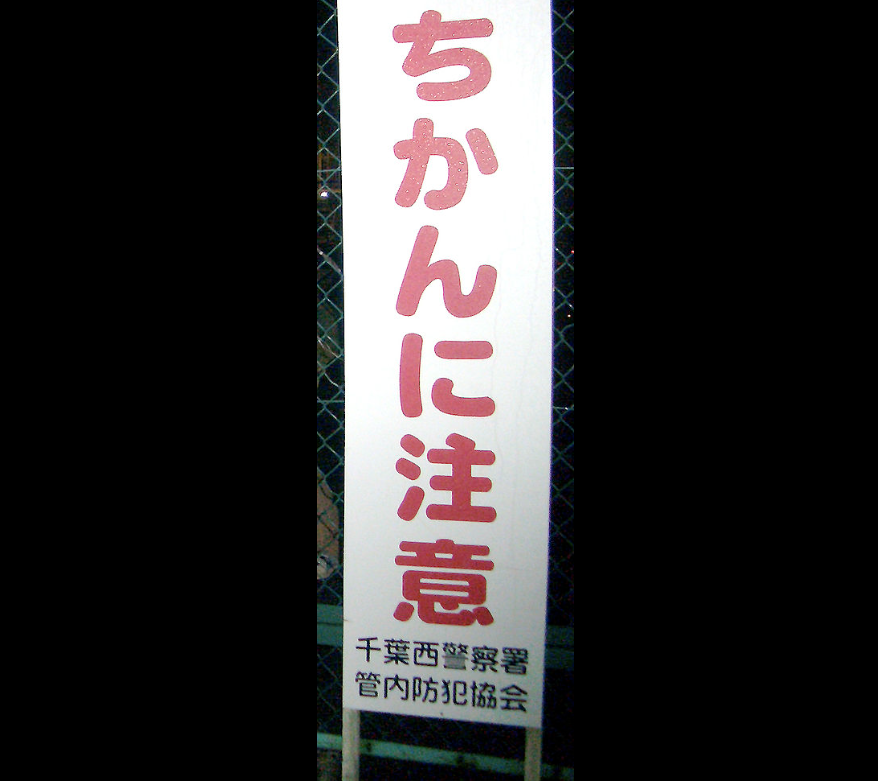 ちかんに注意
千葉西警察署
管内防犯協会